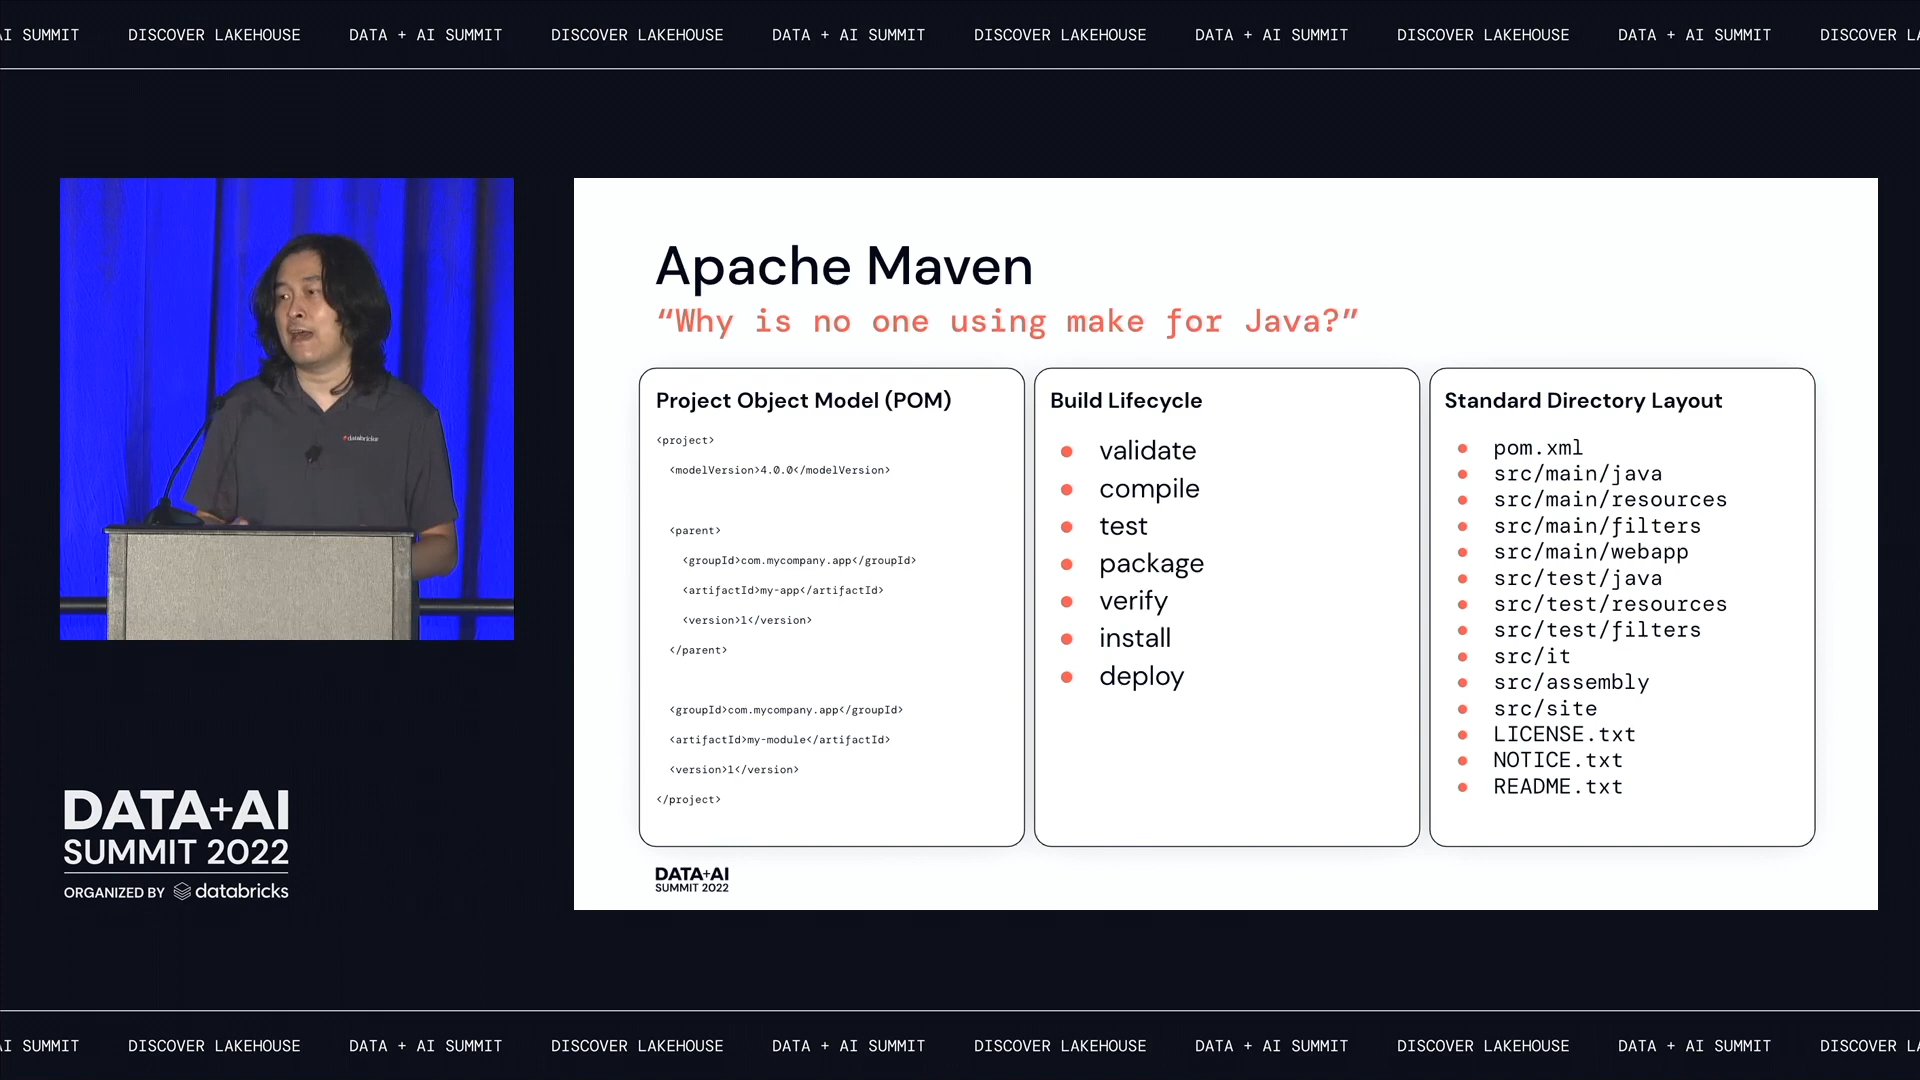 AI SUMMIT DISCOVER LAKEHOUSE DATA + AI SUMMIT DISCOVER LAKEHOUSE DATA + AI SUMMIT DISCOVER LAKEHOUSE DATA + AI SUMMIT DISCOVER LAKEHOUSE DATA + AI SUMMIT DISCOVER LA
databricks
DATA+AI
SUMMIT 2022
ORGANIZED BY databricks
Apache Maven
“Why is no one using make for Java?”
Project Object Model (POM)
<project>
<modelVersion>4.0.0</modelVersion>
<parent>
<groupId>com.mycompany.app</groupId>
<artifactId>my-app</artifactId>
<version>1</version>
</parent>
<groupId>com.mycompany.app</groupId>
<artifactId>my-module</artifactId>
<version>1</version>
</project>
Build Lifecycle
validate
compile
test
package
verify
install
deploy
Standard Directory Layout
pom.xml
src/main/java
src/main/resources
src/main/filters
src/main/webapp
src/test/java
src/test/resources
src/test/filters
src/it
src/assembly
src/site
LICENSE.txt
NOTICE.txt
README.txt
DATA+AI
SUMMIT 2022
AI SUMMIT DISCOVER LAKEHOUSE DATA + AI SUMMIT DISCOVER LAKEHOUSE DATA + AI SUMMIT DISCOVER LAKEHOUSE DATA + AI SUMMIT DISCOVER LAKEHOUSE DATA + AI SUMMIT DISCOVER LA